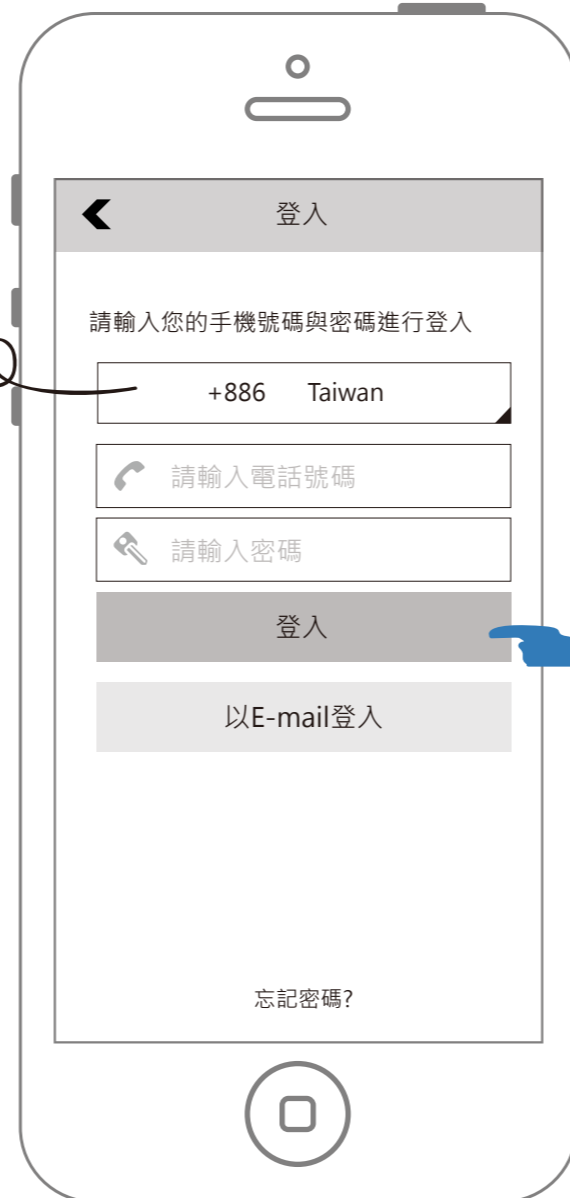 登入
請輸入您的手機號碼與密碼進行登入
+886 Taiwan
請輸入電話號碼
請輸入密碼
登入
以E-mail登入
忘記密碼?